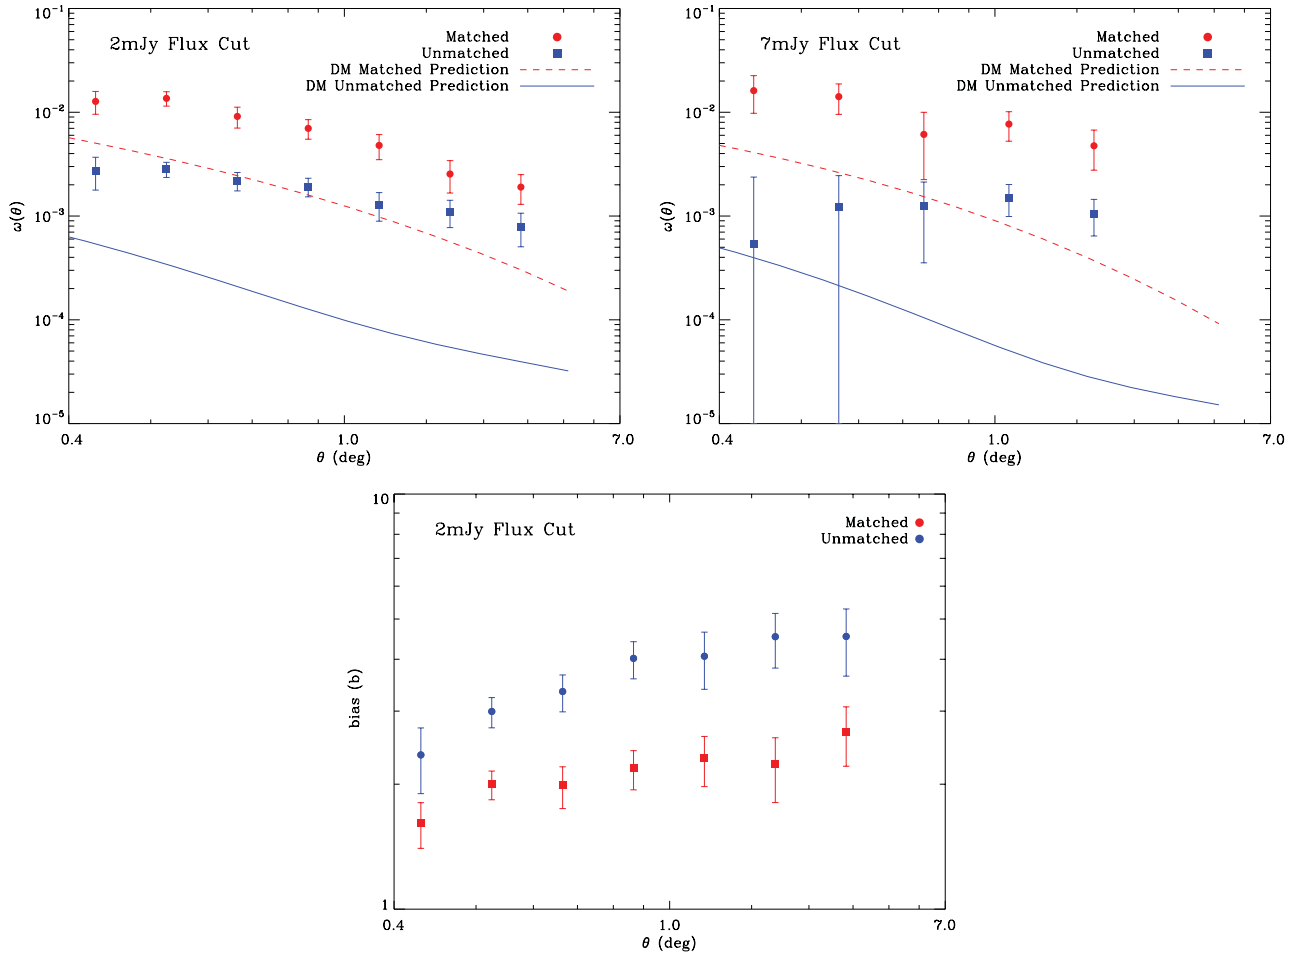 2mJy Flux Cut
Matched
Unmatched
DM Matched Prediction
DM Unmatched Prediction
10⁻¹
10⁻²
10⁻³
10⁻⁴
10⁻⁵
ω(θ)
0.4
1.0
7.0
θ (deg)
7mJy Flux Cut
Matched
Unmatched
DM Matched Prediction
DM Unmatched Prediction
10⁻¹
10⁻²
10⁻³
10⁻⁴
10⁻⁵
ω(θ)
0.4
1.0
7.0
θ (deg)
2mJy Flux Cut
Matched
Unmatched
10
1
bias (b)
0.4
1.0
7.0
θ (deg)